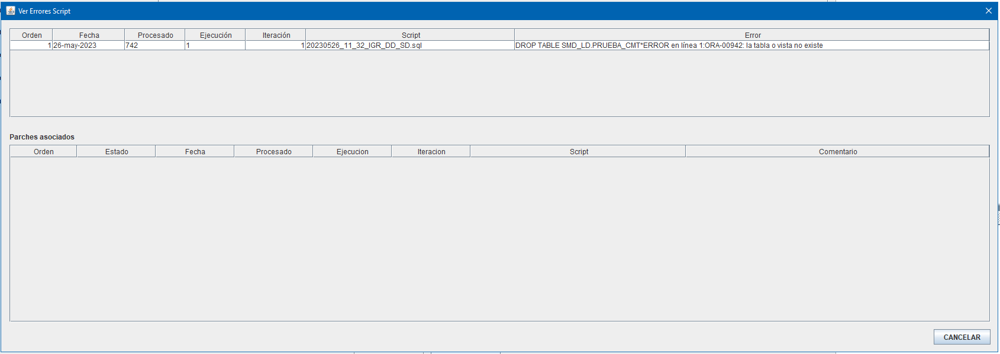 Ver Errores Script
Orden Fecha Procesado Ejecución Iteración Script Error
1 26-may-2023 742 1 1 20230526_11_32_IGR_DD_SD.sql DROP TABLE SMD_LD.PRUEBA_CMT*ERROR en línea 1:ORA-00942: la tabla o vista no existe
Parches asociados
Orden Estado Fecha Procesado Ejecucion Iteracion Script Comentario
CANCELAR